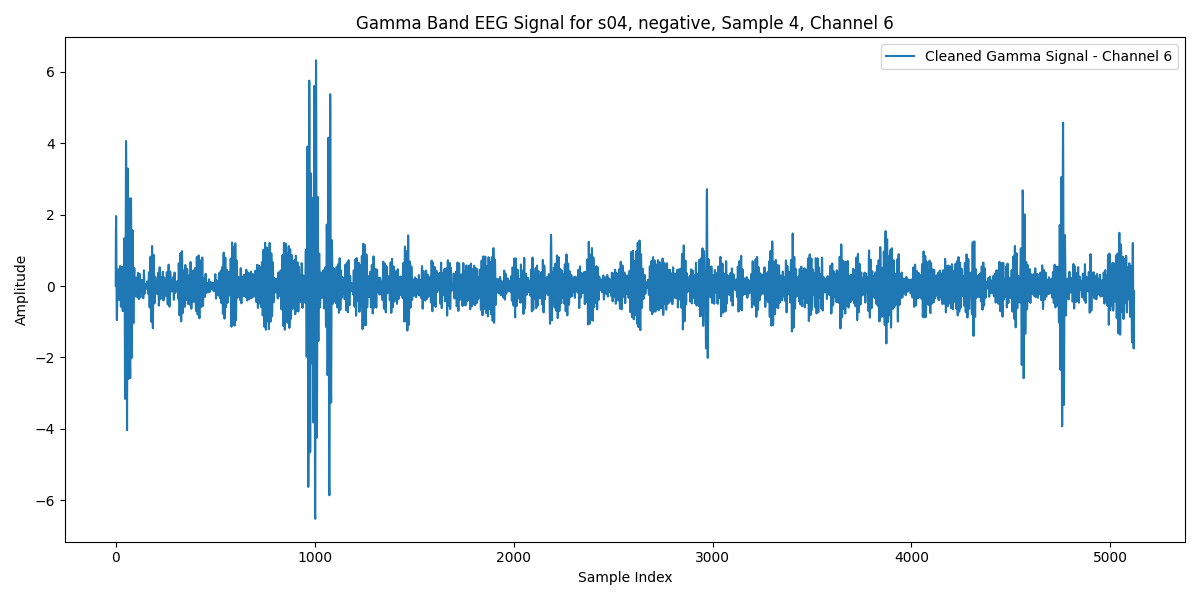 Gamma Band EEG Signal for s04, negative, Sample 4, Channel 6
Cleaned Gamma Signal - Channel 6
Amplitude
6
4
2
0
−2
−4
−6
0 1000 2000 3000 4000 5000
Sample Index